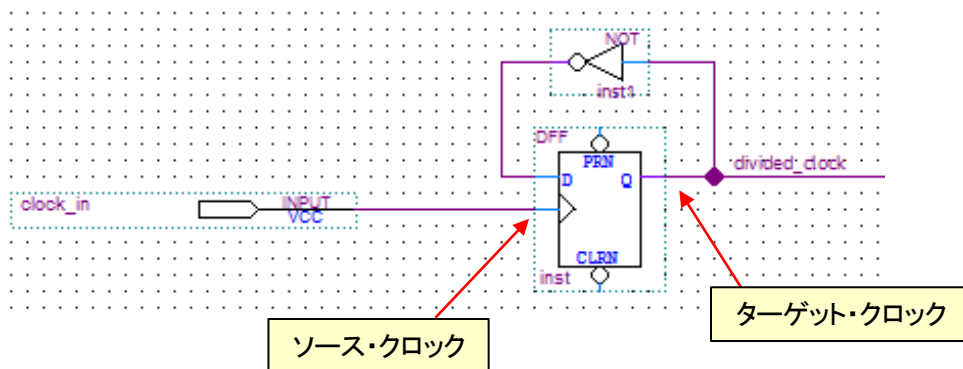 NOT
inst1
DFF
PRN
divided_clock
D
Q
clock_in
INPUT
VCC
CLRN
inst
ターゲット・クロック
ソース・クロック